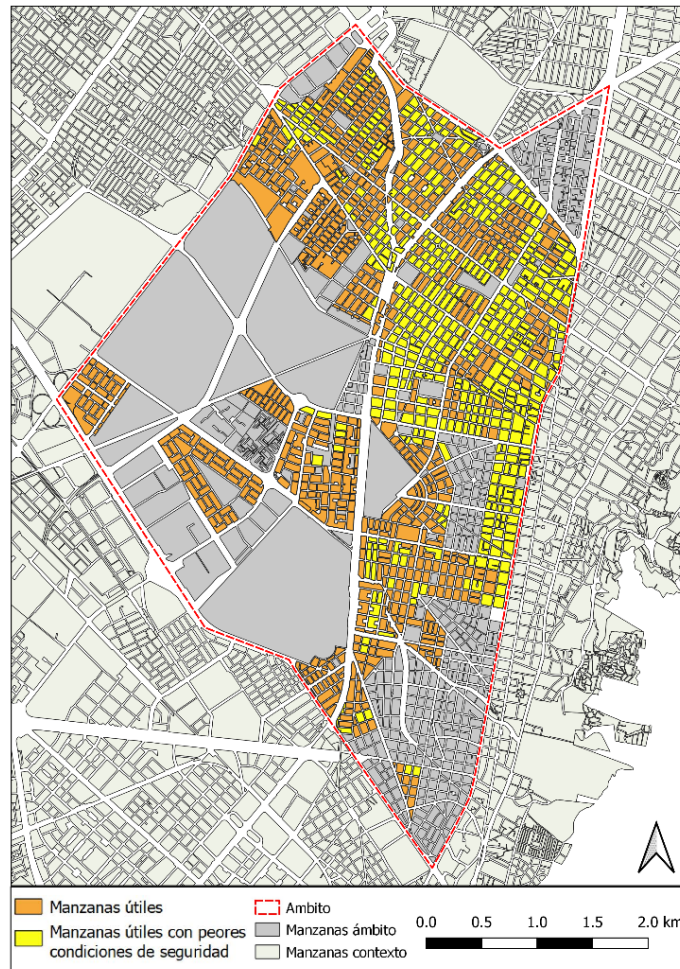 Manzanas útiles
Manzanas útiles con peores
condiciones de seguridad
Ambito
Manzanas ámbito
Manzanas contexto
0.0 0.5 1.0 1.5 2.0 km